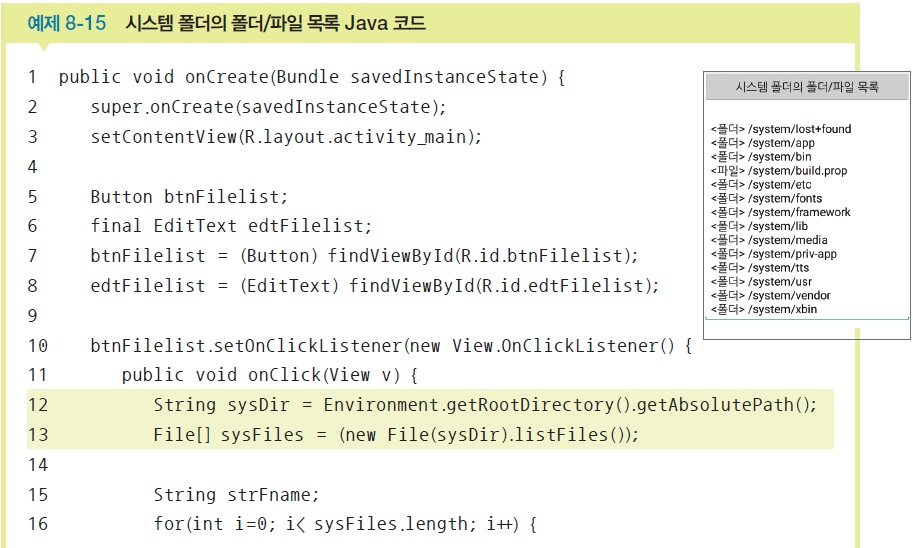 예제 8-15 시스템 폴더의 폴더/파일 목록 Java 코드
1 public void onCreate(Bundle savedInstanceState) {
2 super.onCreate(savedInstanceState);
3 setContentView(R.layout.activity_main);
4
5 Button btnFilelist;
6 final EditText edtFilelist;
7 btnFilelist = (Button) findViewById(R.id.btnFilelist);
8 edtFilelist = (EditText) findViewById(R.id.edtFilelist);
9
10 btnFilelist.setOnClickListener(new View.OnClickListener() {
11 public void onClick(View v) {
12 String sysDir = Environment.getRootDirectory().getAbsolutePath();
13 File[] sysFiles = (new File(sysDir).listFiles());
14
15 String strFname;
16 for(int i=0; i< sysFiles.length; i++) {
시스템 폴더의 폴더/파일 목록
<폴더> /system/lost+found
<폴더> /system/app
<폴더> /system/bin
<파일> /system/build.prop
<폴더> /system/etc
<폴더> /system/fonts
<폴더> /system/framework
<폴더> /system/lib
<폴더> /system/media
<폴더> /system/priv-app
<폴더> /system/tts
<폴더> /system/usr
<폴더> /system/vendor
<폴더> /system/xbin